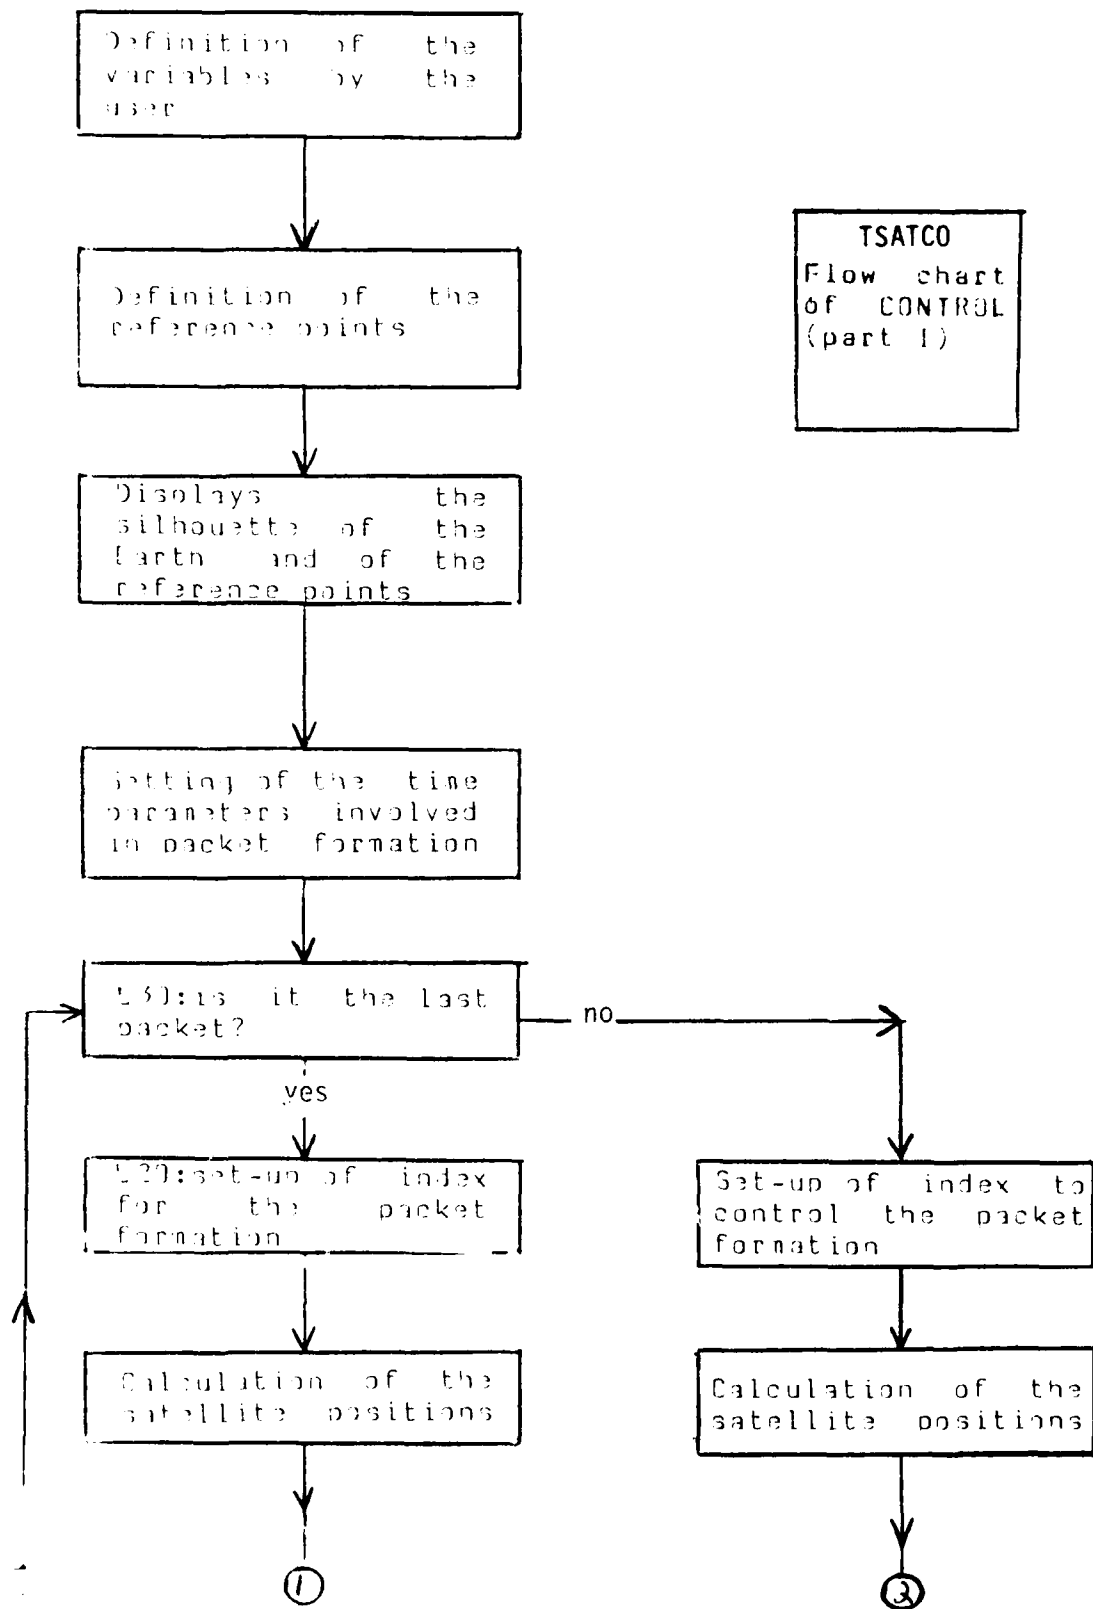 Definition of the
variables by the
user
TSATCO
Flow chart
of CONTROL
(part 1)
Definition of the
reference points
Displays the
silhouette of the
Earth and of the
reference points
Setting of the time
parameters involved
in packet formation
is it the last
packet?
no
yes
set-up of index
for the packet
formation
Set-up of index to
control the packet
formation
Calculation of the
satellite positions
Calculation of the
satellite positions
1
2